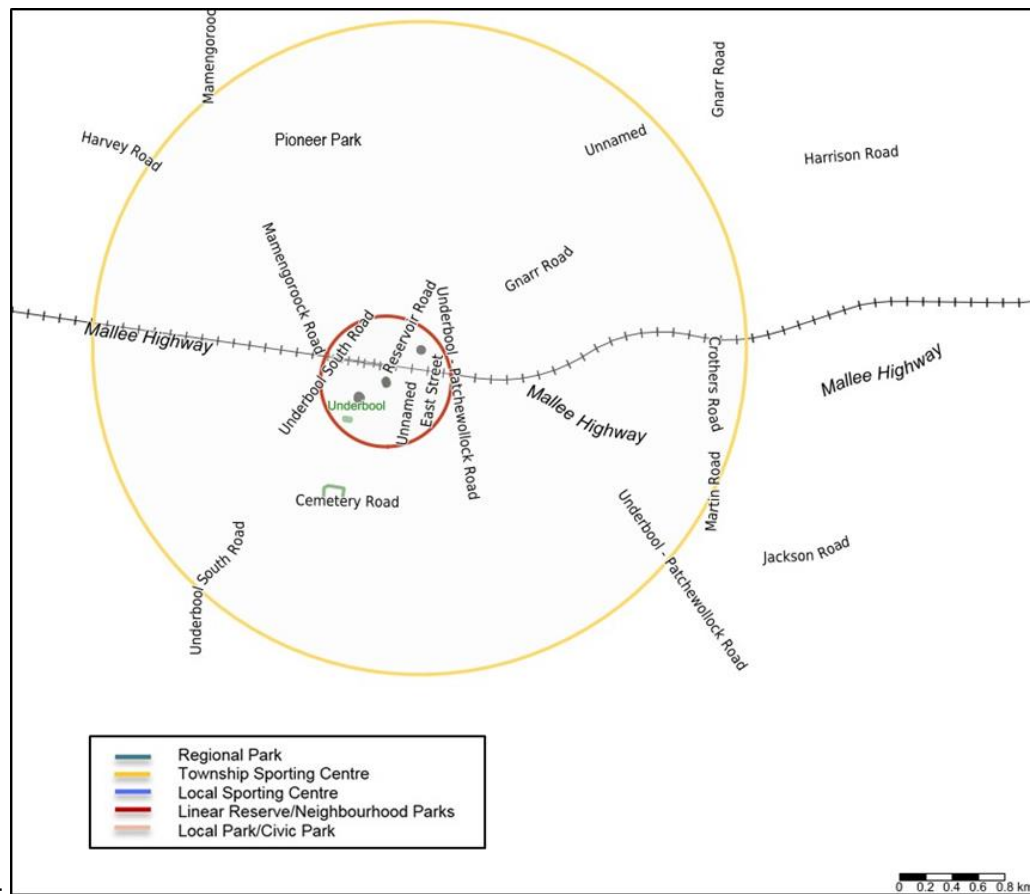 Mamengoroo
Gnarr Road
Harvey Road
Pioneer Park
Unnamed
Harrison Road
Mamengoroock Road
Gnarr Road
Reservoir Road
Underbool - Patchewollock Road
Underbool South Road
Mallee Highway
Crothers Road
Mallee Highway
Underbool
Unnamed
East Street
Mallee Highway
Martin Road
Cemetery Road
Underbool - Patchewollock Road
Underbool South Road
Jackson Road
Regional Park
Township Sporting Centre
Local Sporting Centre
Linear Reserve/Neighbourhood Parks
Local Park/Civic Park
0 0.2 0.4 0.6 0.8 km